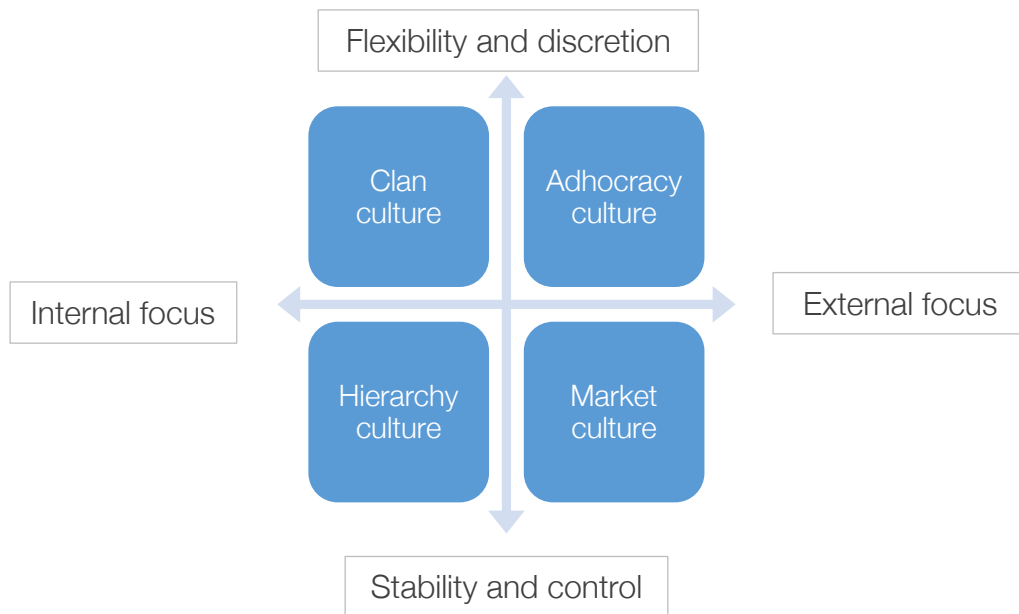 Flexibility and discretion
Clan
culture
Adhocracy
culture
Internal focus
External focus
Hierarchy
culture
Market
culture
Stability and control